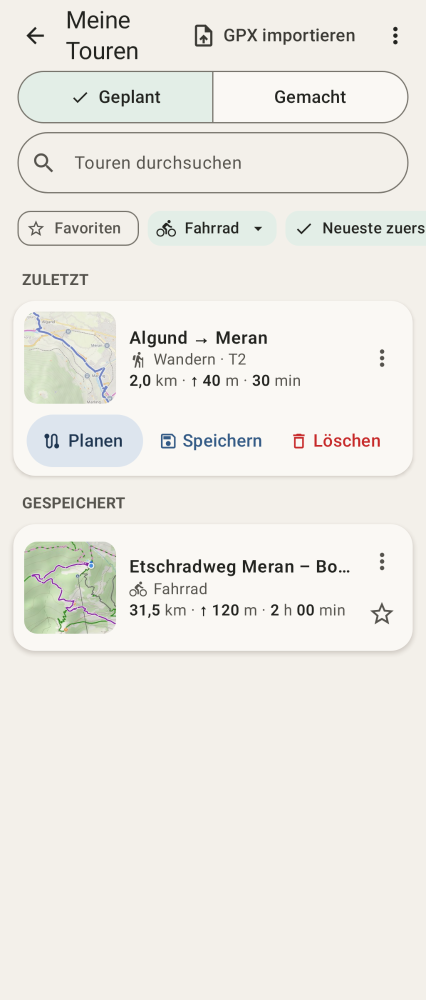 Meine
Touren
GPX importieren
Geplant
Gemacht
Touren durchsuchen
Favoriten
Fahrrad
Neueste zuers
ZULETZT
Algund → Meran
Wandern · T2
2,0 km · ↑ 40 m · 30 min
Planen
Speichern
Löschen
GESPEICHERT
Etschradweg Meran – Bo…
Fahrrad
31,5 km · ↑ 120 m · 2 h 00 min